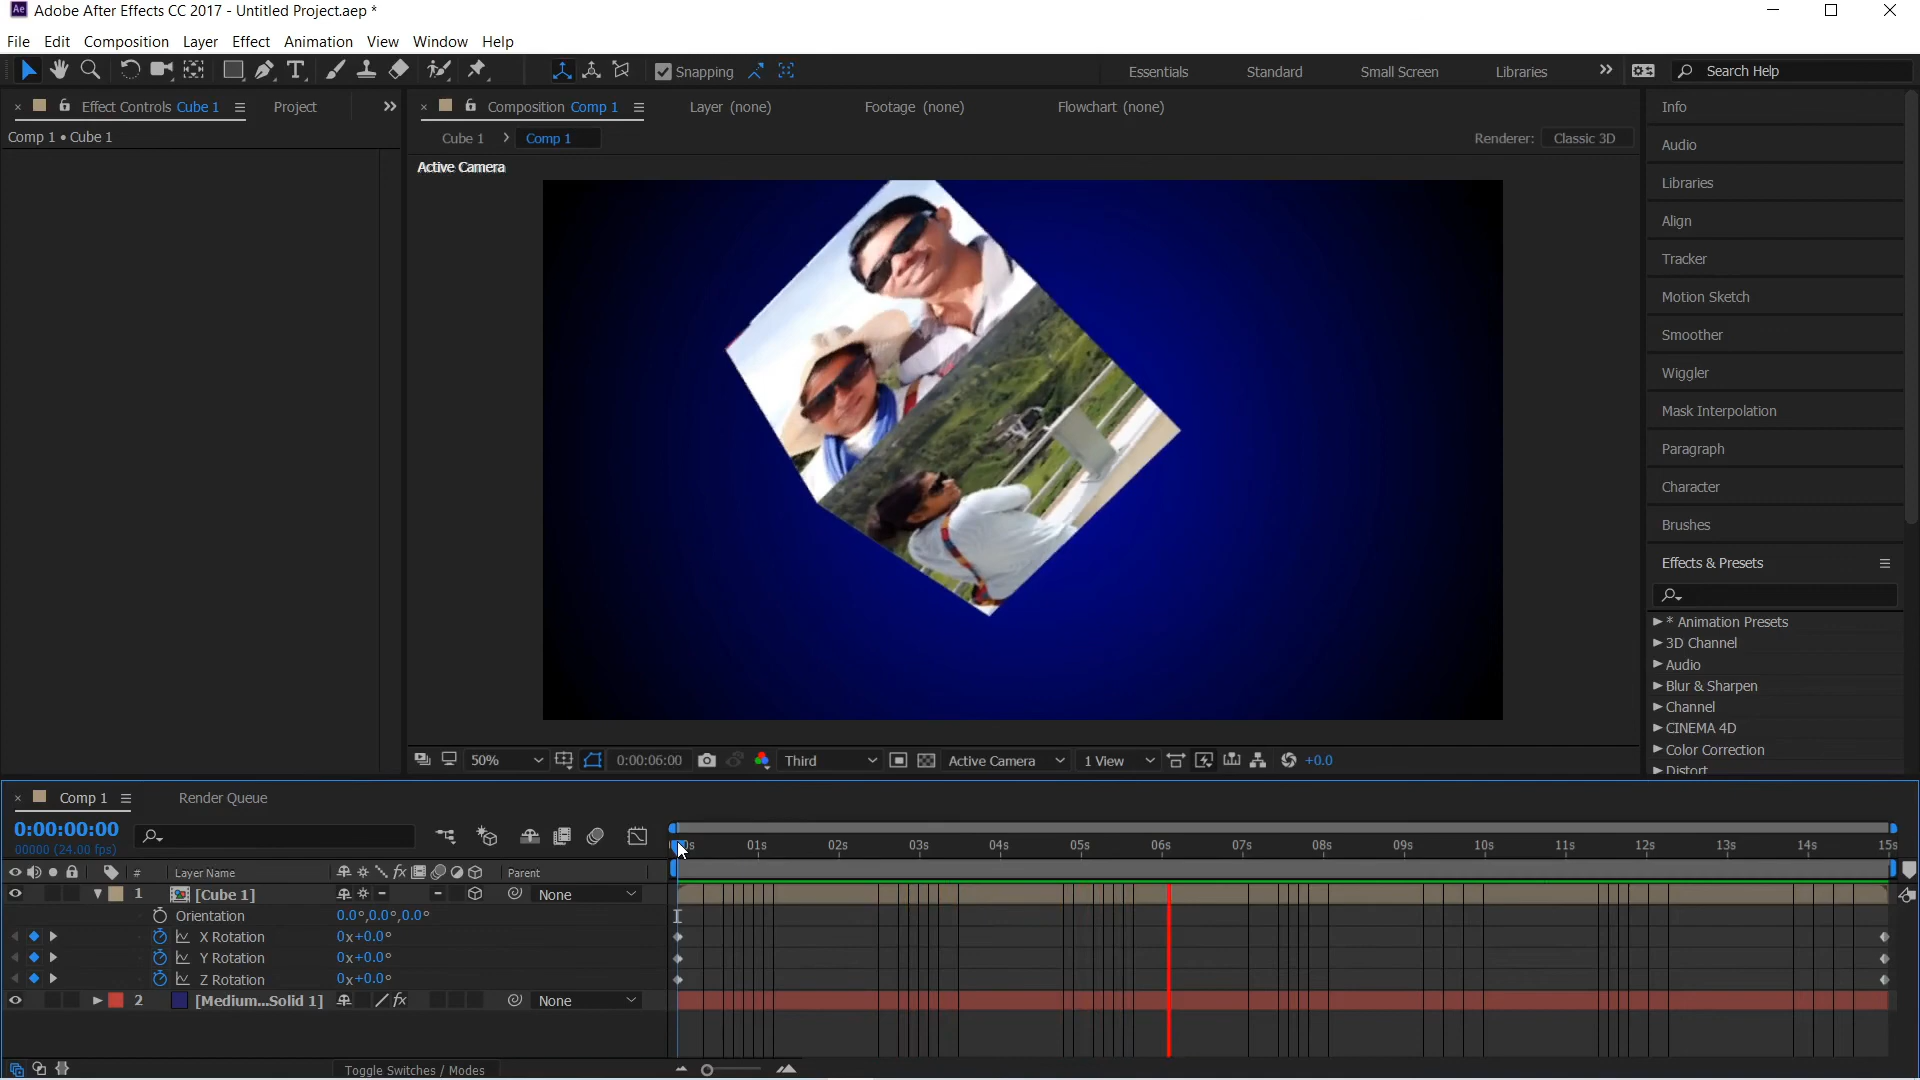 Ae Adobe After Effects CC 2017 - Untitled Project.aep *
File Edit Composition Layer Effect Animation View Window Help
Snapping Essentials Standard Small Screen Libraries Search Help
Effect Controls Cube 1 Project Composition Comp 1 Layer (none) Footage (none) Flowchart (none) Info
Comp 1 • Cube 1 Cube 1 Comp 1 Renderer: Classic 3D Audio
Active Camera
Libraries
Align
Tracker
Motion Sketch
Smoother
Wiggler
Mask Interpolation
Paragraph
Character
Brushes
Effects & Presets
* Animation Presets
3D Channel
Audio
Blur & Sharpen
Channel
CINEMA 4D
Color Correction
Distort
50% 0:00:06:00 Third Active Camera 1 View +0.0
Comp 1 Render Queue
0:00:00:00
00000 (24.00 fps) 01s 02s 03s 04s 05s 06s 07s 08s 09s 10s 11s 12s 13s 14s 15s
# Layer Name fx Parent
1 [Cube 1] None
Orientation 0.0°,0.0°,0.0°
X Rotation 0x+0.0°
Y Rotation 0x+0.0°
Z Rotation 0x+0.0°
2 [Medium...Solid 1] fx None
Toggle Switches / Modes